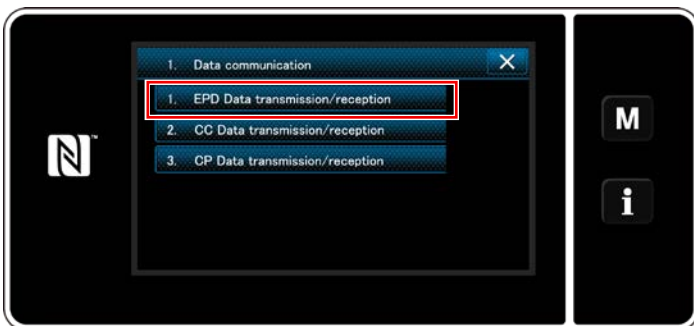 1. Data communication
1. EPD Data transmission/reception
2. CC Data transmission/reception
3. CP Data transmission/reception
M
i